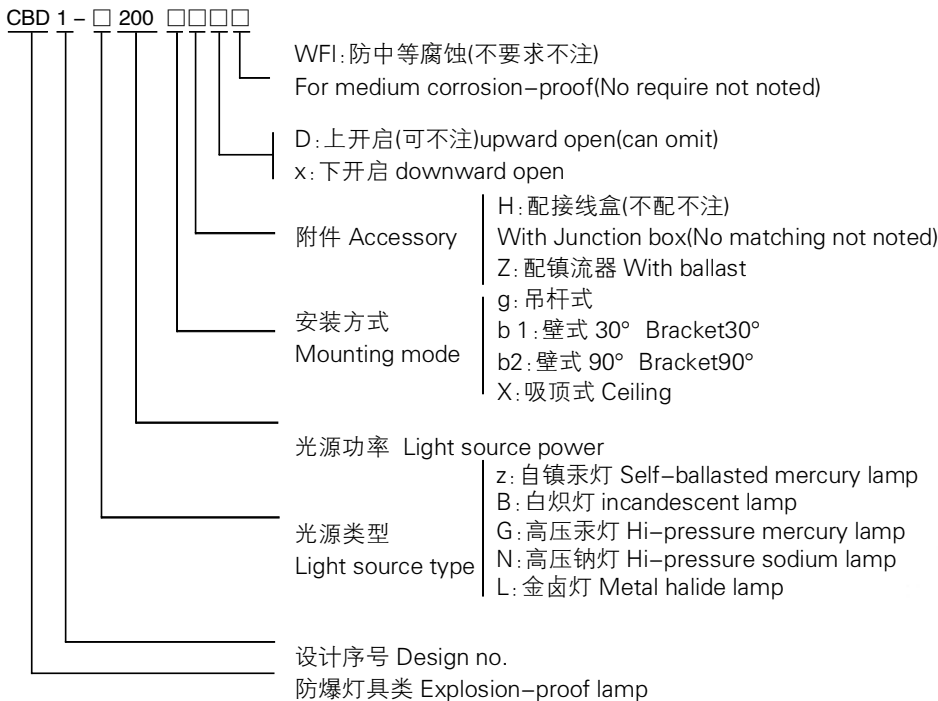 CBD 1 – □ 200 □□□□
WFI:防中等腐蚀(不要求不注)
For medium corrosion–proof(No require not noted)
D:上开启(可不注)upward open(can omit)
x:下开启 downward open
H:配接线盒(不配不注)
附件 Accessory With Junction box(No matching not noted)
Z:配镇流器 With ballast
g:吊杆式
安装方式
b 1:壁式 30° Bracket30°
Mounting mode
b2:壁式 90° Bracket90°
X:吸顶式 Ceiling
光源功率 Light source power
z:自镇汞灯 Self–ballasted mercury lamp
B:白炽灯 incandescent lamp
光源类型 G:高压汞灯 Hi–pressure mercury lamp
Light source type N:高压钠灯 Hi–pressure sodium lamp
L:金卤灯 Metal halide lamp
设计序号 Design no.
防爆灯具类 Explosion–proof lamp